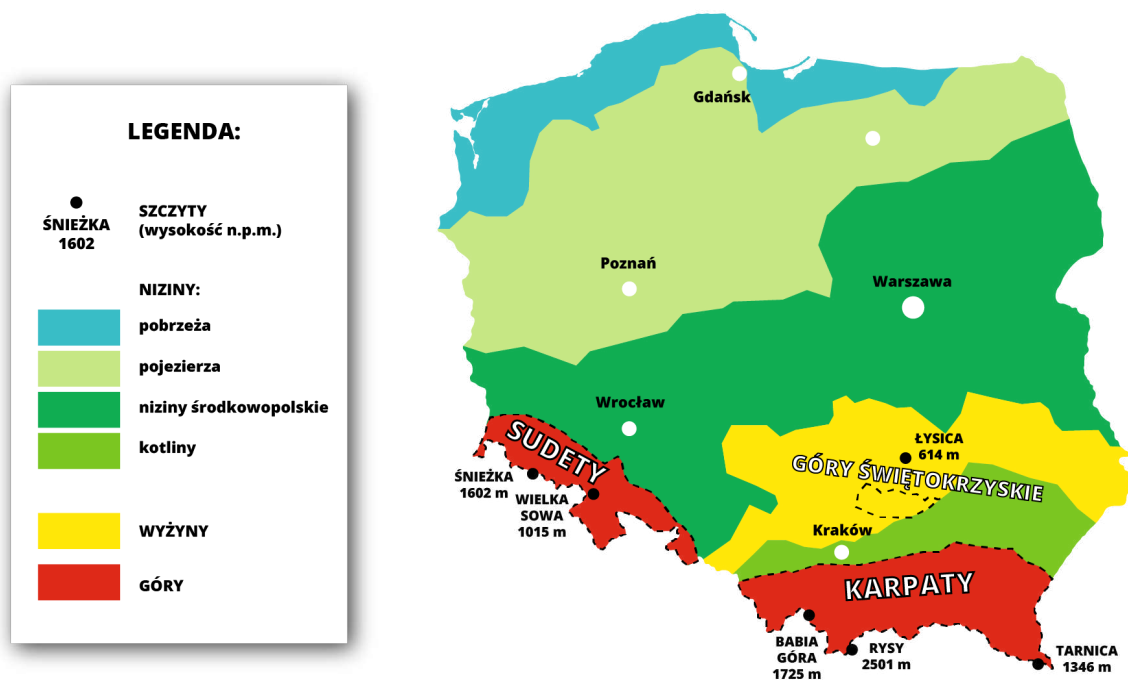 LEGENDA:
ŚNIEŻKA
1602
SZCZYTY
(wysokość n.p.m.)
NIZINY:
pobrzeża
pojezierza
niziny środkowopolskie
kotliny
WYŻYNY
GÓRY
Gdańsk
Poznań
Warszawa
Wrocław
SUDETY
ŚNIEŻKA
1602 m
WIELKA
SOWA
1015 m
ŁYSICA
614 m
GÓRY ŚWIĘTOKRZYSKIE
Kraków
KARPATY
BABIA
GÓRA
1725 m
RYSY
2501 m
TARNICA
1346 m